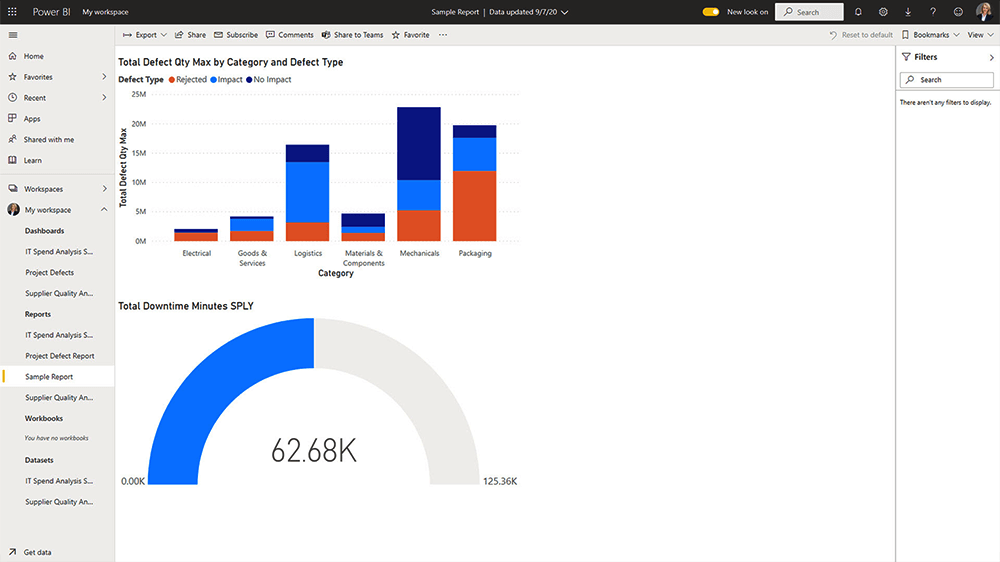 Power BI My workspace
Sample Report | Data updated 9/7/20
New look on
Search
Export
Share
Subscribe
Comments
Share to Teams
Favorite
Reset to default
Bookmarks
View
Home
Favorites
Recent
Apps
Shared with me
Learn
Workspaces
My workspace
Dashboards
IT Spend Analysis S...
Project Defects
Supplier Quality An...
Reports
IT Spend Analysis S...
Project Defect Report
Sample Report
Supplier Quality An...
Workbooks
You have no workbooks
Datasets
IT Spend Analysis S...
Supplier Quality An...
Get data
Total Defect Qty Max by Category and Defect Type
Defect Type Rejected Impact No Impact
Total Defect Qty Max
25M
20M
15M
10M
5M
0M
Electrical
Goods &
Services
Logistics
Materials &
Components
Mechanicals
Packaging
Category
Total Downtime Minutes SPLY
62.68K
0.00K
125.36K
Filters
Search
There aren't any filters to display.